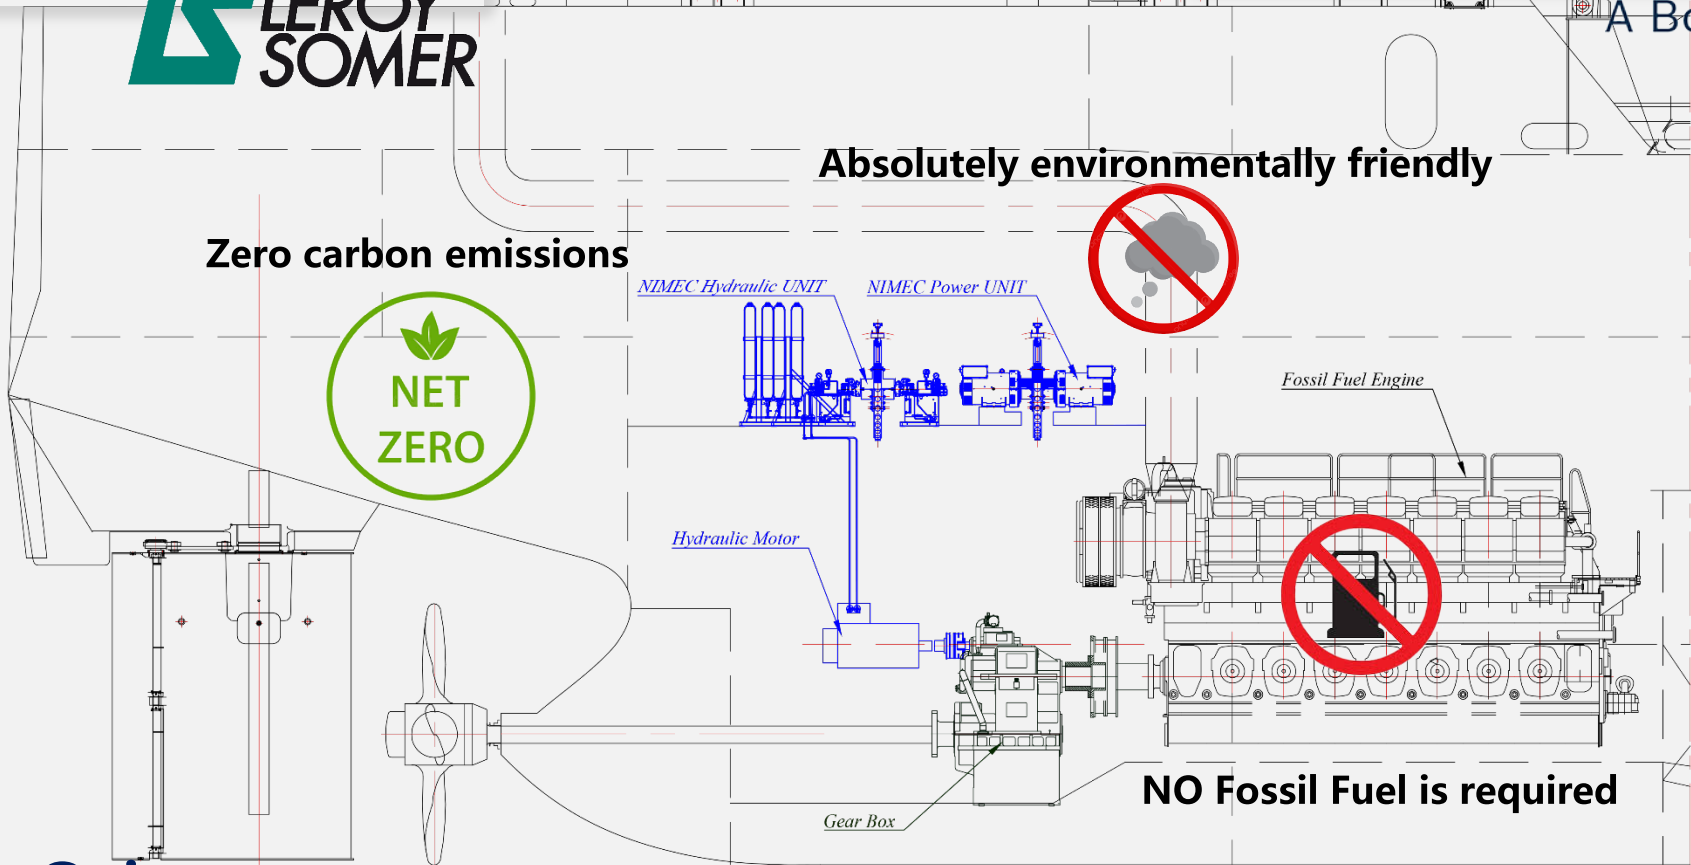 LEROY
SOMER
A Bo
Absolutely environmentally friendly
Zero carbon emissions
NIMEC Hydraulic UNIT
NIMEC Power UNIT
NET
ZERO
Fossil Fuel Engine
Hydraulic Motor
NO Fossil Fuel is required
Gear Box